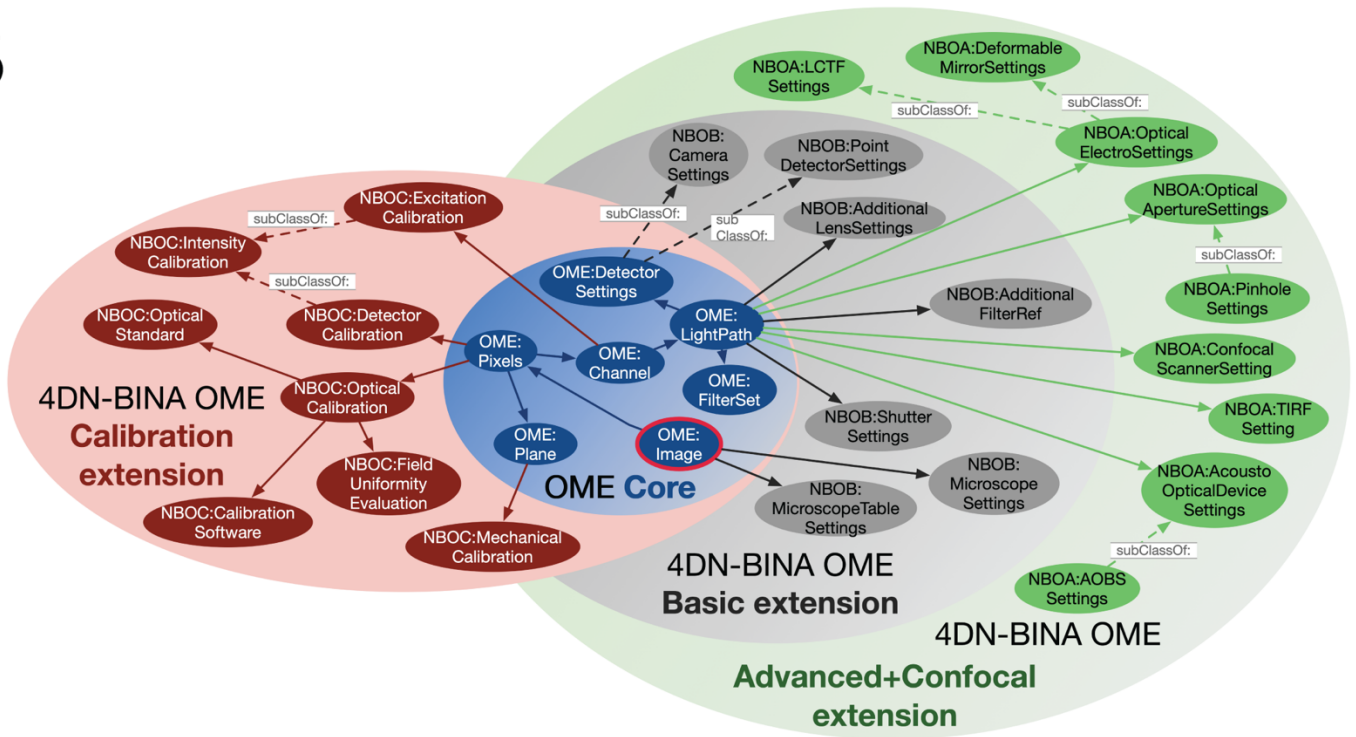 NBOA:LCTF
Settings
NBOA:Deformable
MirrorSettings
subClassOf:
subClassOf:
NBOA:Optical
ElectroSettings
NBOB:
Camera
Settings
NBOB:Point
DetectorSettings
NBOA:Optical
ApertureSettings
NBOC:Excitation
Calibration
subClassOf:
subClassOf:
sub
ClassOf:
NBOB:Additional
LensSettings
subClassOf:
NBOC:Intensity
Calibration
subClassOf:
OME:Detector
Settings
NBOA:Pinhole
Settings
NBOB:Additional
FilterRef
NBOC:Optical
Standard
NBOC:Detector
Calibration
OME:
LightPath
OME:
Pixels
OME:
Channel
NBOA:Confocal
ScannerSetting
OME:
FilterSet
NBOC:Optical
Calibration
4DN-BINA OME
Calibration
extension
NBOB:Shutter
Settings
NBOA:TIRF
Setting
OME:
Plane
OME:
Image
NBOC:Field
Uniformity
Evaluation
OME Core
NBOB:
Microscope
Settings
NBOA:Acousto
OpticalDevice
Settings
NBOB:
MicroscopeTable
Settings
NBOC:Calibration
Software
NBOC:Mechanical
Calibration
subClassOf:
4DN-BINA OME
Basic extension
NBOA:AOBS
Settings
4DN-BINA OME
Advanced+Confocal
extension